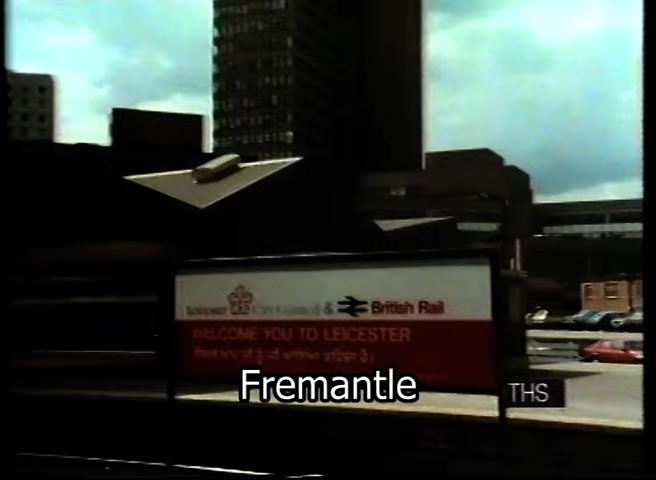 Leicester City Council & British Rail
WELCOME YOU TO LEICESTER
Fremantle
THS